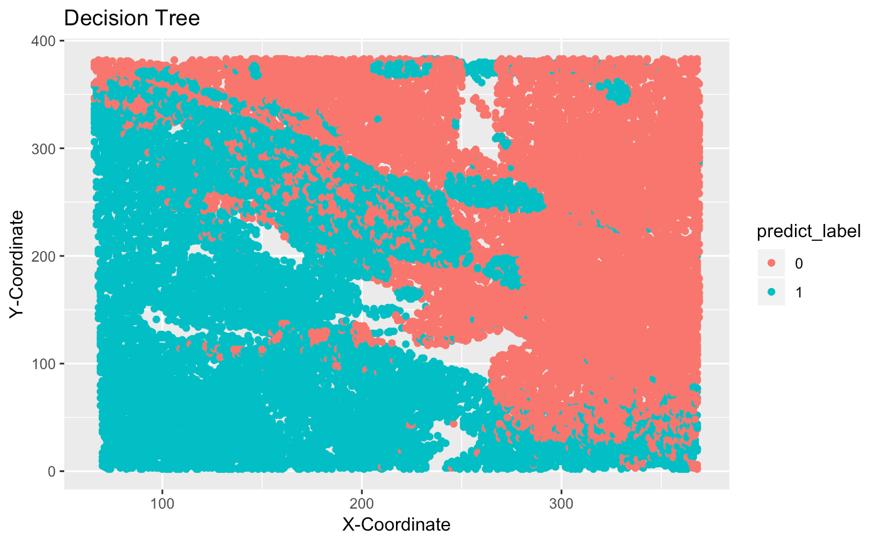 Decision Tree
400
300
200
100
0
Y-Coordinate
100
200
300
X-Coordinate
predict_label
0
1